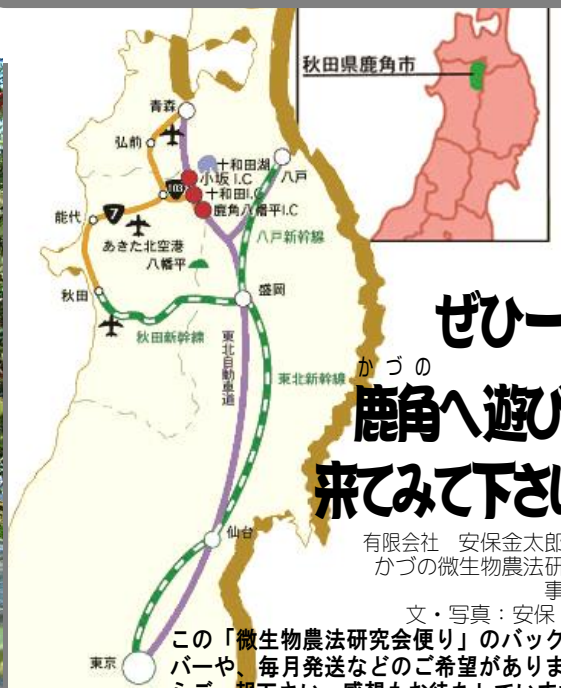 秋田県鹿角市
青森
弘前
十和田湖
小坂 I.C
八戸
103
十和田I.C
鹿角八幡平I.C
能代
7
あきた北空港
八戸新幹線
八幡平
秋田
盛岡
秋田新幹線
東北自動車道
東北新幹線
仙台
東京
ぜひ一
かづの
鹿角へ遊び
来てみて下さい
有限会社 安保金太郎
かづの微生物農法研
事
文・写真：安保
この「微生物農法研究会便り」のバック
バーや、毎月発送などのご希望がありま